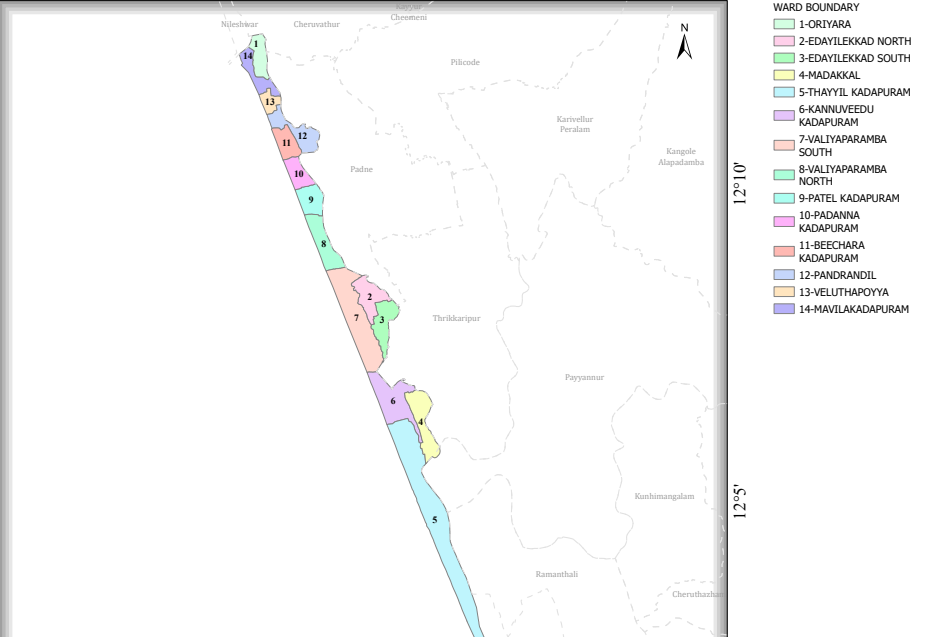 Cheemeni
Nileshwar
Cheruvathur
N
Pilicode
Karivellur
Peralam
Kangole
Alapadamba
Padne
Thrikkaripur
Payyannur
Kunhimangalam
Ramanthali
1
14
13
12
11
10
9
8
2
3
7
6
4
5
12°10'
12°5'
WARD BOUNDARY
1-ORIYARA
2-EDAYILEKKAD NORTH
3-EDAYILEKKAD SOUTH
4-MADAKKAL
5-THAYYIL KADAPURAM
6-KANNUVEEDU
KADAPURAM
7-VALIYAPARAMBA
SOUTH
8-VALIYAPARAMBA
NORTH
9-PATEL KADAPURAM
10-PADANNA
KADAPURAM
11-BEECHARA
KADAPURAM
12-PANDRANDIL
13-VELUTHAPOYYA
14-MAVILAKADAPURAM